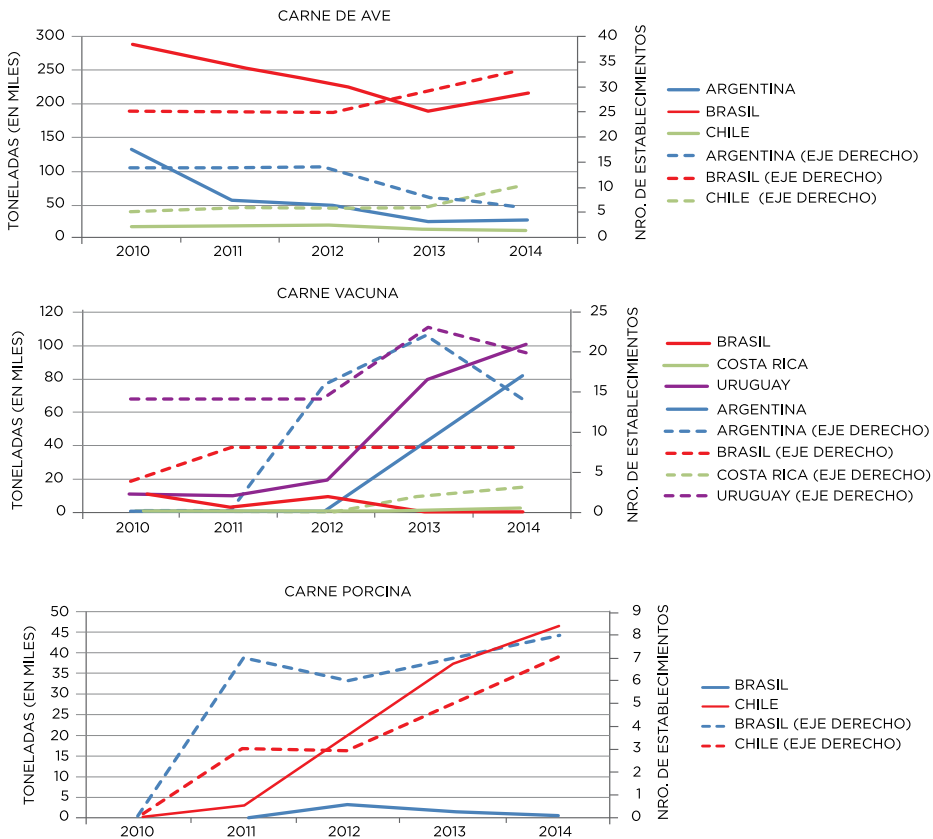 CARNE DE AVE
TONELADAS (EN MILES)
300
250
200
150
100
50
0
2010
2011
2012
2013
2014
40
35
30
25
20
15
10
5
0
NRO. DE ESTABLECIMIENTOS
ARGENTINA
BRASIL
CHILE
ARGENTINA (EJE DERECHO)
BRASIL (EJE DERECHO)
CHILE (EJE DERECHO)
CARNE VACUNA
TONELADAS (EN MILES)
120
100
80
60
40
20
0
2010
2011
2012
2013
2014
25
20
15
10
5
0
NRO. DE ESTABLECIMIENTOS
BRASIL
COSTA RICA
URUGUAY
ARGENTINA
ARGENTINA (EJE DERECHO)
BRASIL (EJE DERECHO)
COSTA RICA (EJE DERECHO)
URUGUAY (EJE DERECHO)
CARNE PORCINA
TONELADAS (EN MILES)
50
45
40
35
30
25
20
15
10
5
0
2010
2011
2012
2013
2014
9
8
7
6
5
4
3
2
1
0
NRO. DE ESTABLECIMIENTOS
BRASIL
CHILE
BRASIL (EJE DERECHO)
CHILE (EJE DERECHO)